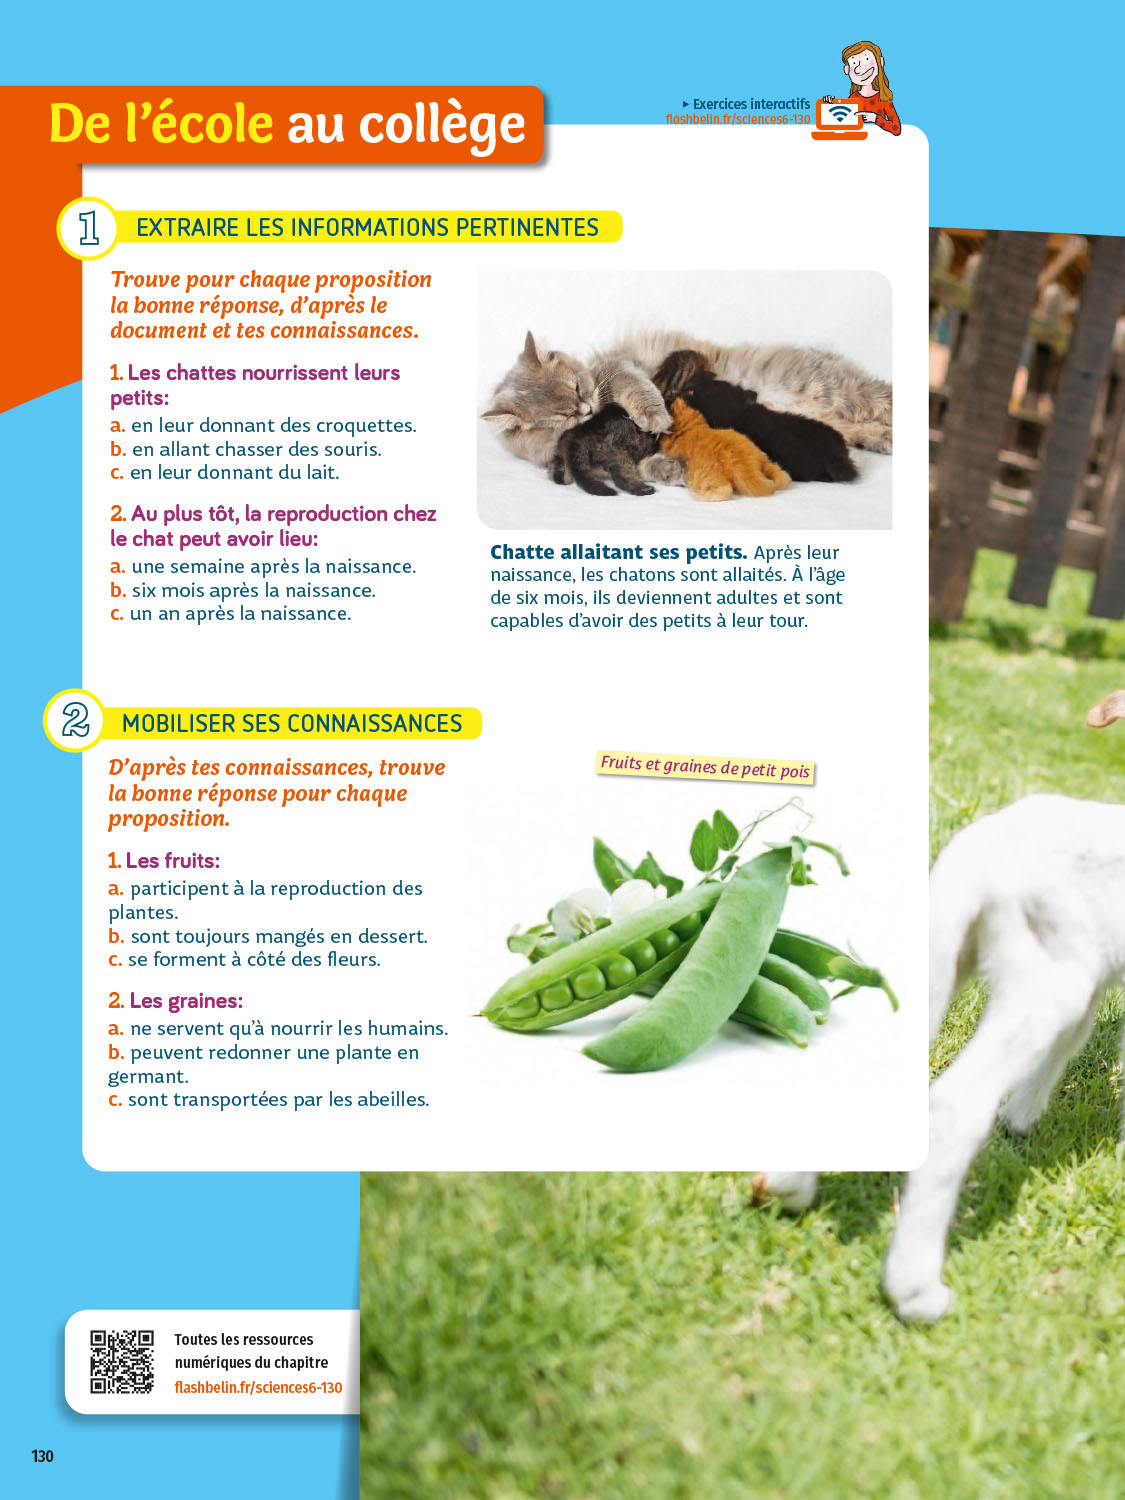 De l'école au collège
▸ Exercices interactifs
flashbelin.fr/sciences6-130
1 EXTRAIRE LES INFORMATIONS PERTINENTES
Trouve pour chaque proposition
la bonne réponse, d'après le
document et tes connaissances.
1. Les chattes nourrissent leurs
petits:
a. en leur donnant des croquettes.
b. en allant chasser des souris.
c. en leur donnant du lait.
2. Au plus tôt, la reproduction chez
le chat peut avoir lieu:
a. une semaine après la naissance.
b. six mois après la naissance.
c. un an après la naissance.
Chatte allaitant ses petits. Après leur
naissance, les chatons sont allaités. À l'âge
de six mois, ils deviennent adultes et sont
capables d'avoir des petits à leur tour.
2 MOBILISER SES CONNAISSANCES
D'après tes connaissances, trouve
la bonne réponse pour chaque
proposition.
1. Les fruits:
a. participent à la reproduction des
plantes.
b. sont toujours mangés en dessert.
c. se forment à côté des fleurs.
2. Les graines:
a. ne servent qu'à nourrir les humains.
b. peuvent redonner une plante en
germant.
c. sont transportées par les abeilles.
Fruits et graines de petit pois
Toutes les ressources
numériques du chapitre
flashbelin.fr/sciences6-130
130